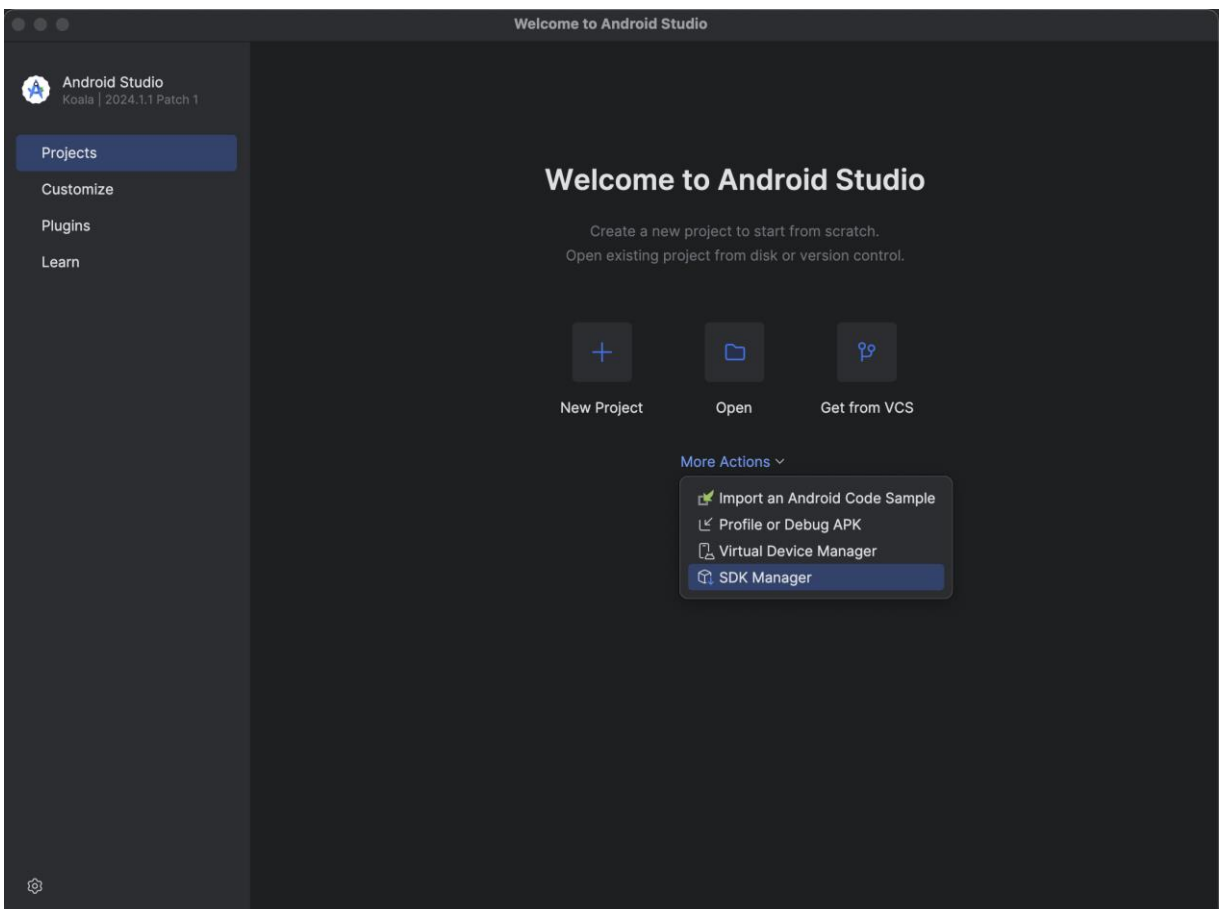 Welcome to Android Studio
Android Studio
Koala | 2024.1.1 Patch 1
Projects
Customize
Plugins
Learn
Welcome to Android Studio
Create a new project to start from scratch.
Open existing project from disk or version control.
New Project
Open
Get from VCS
More Actions
Import an Android Code Sample
Profile or Debug APK
Virtual Device Manager
SDK Manager